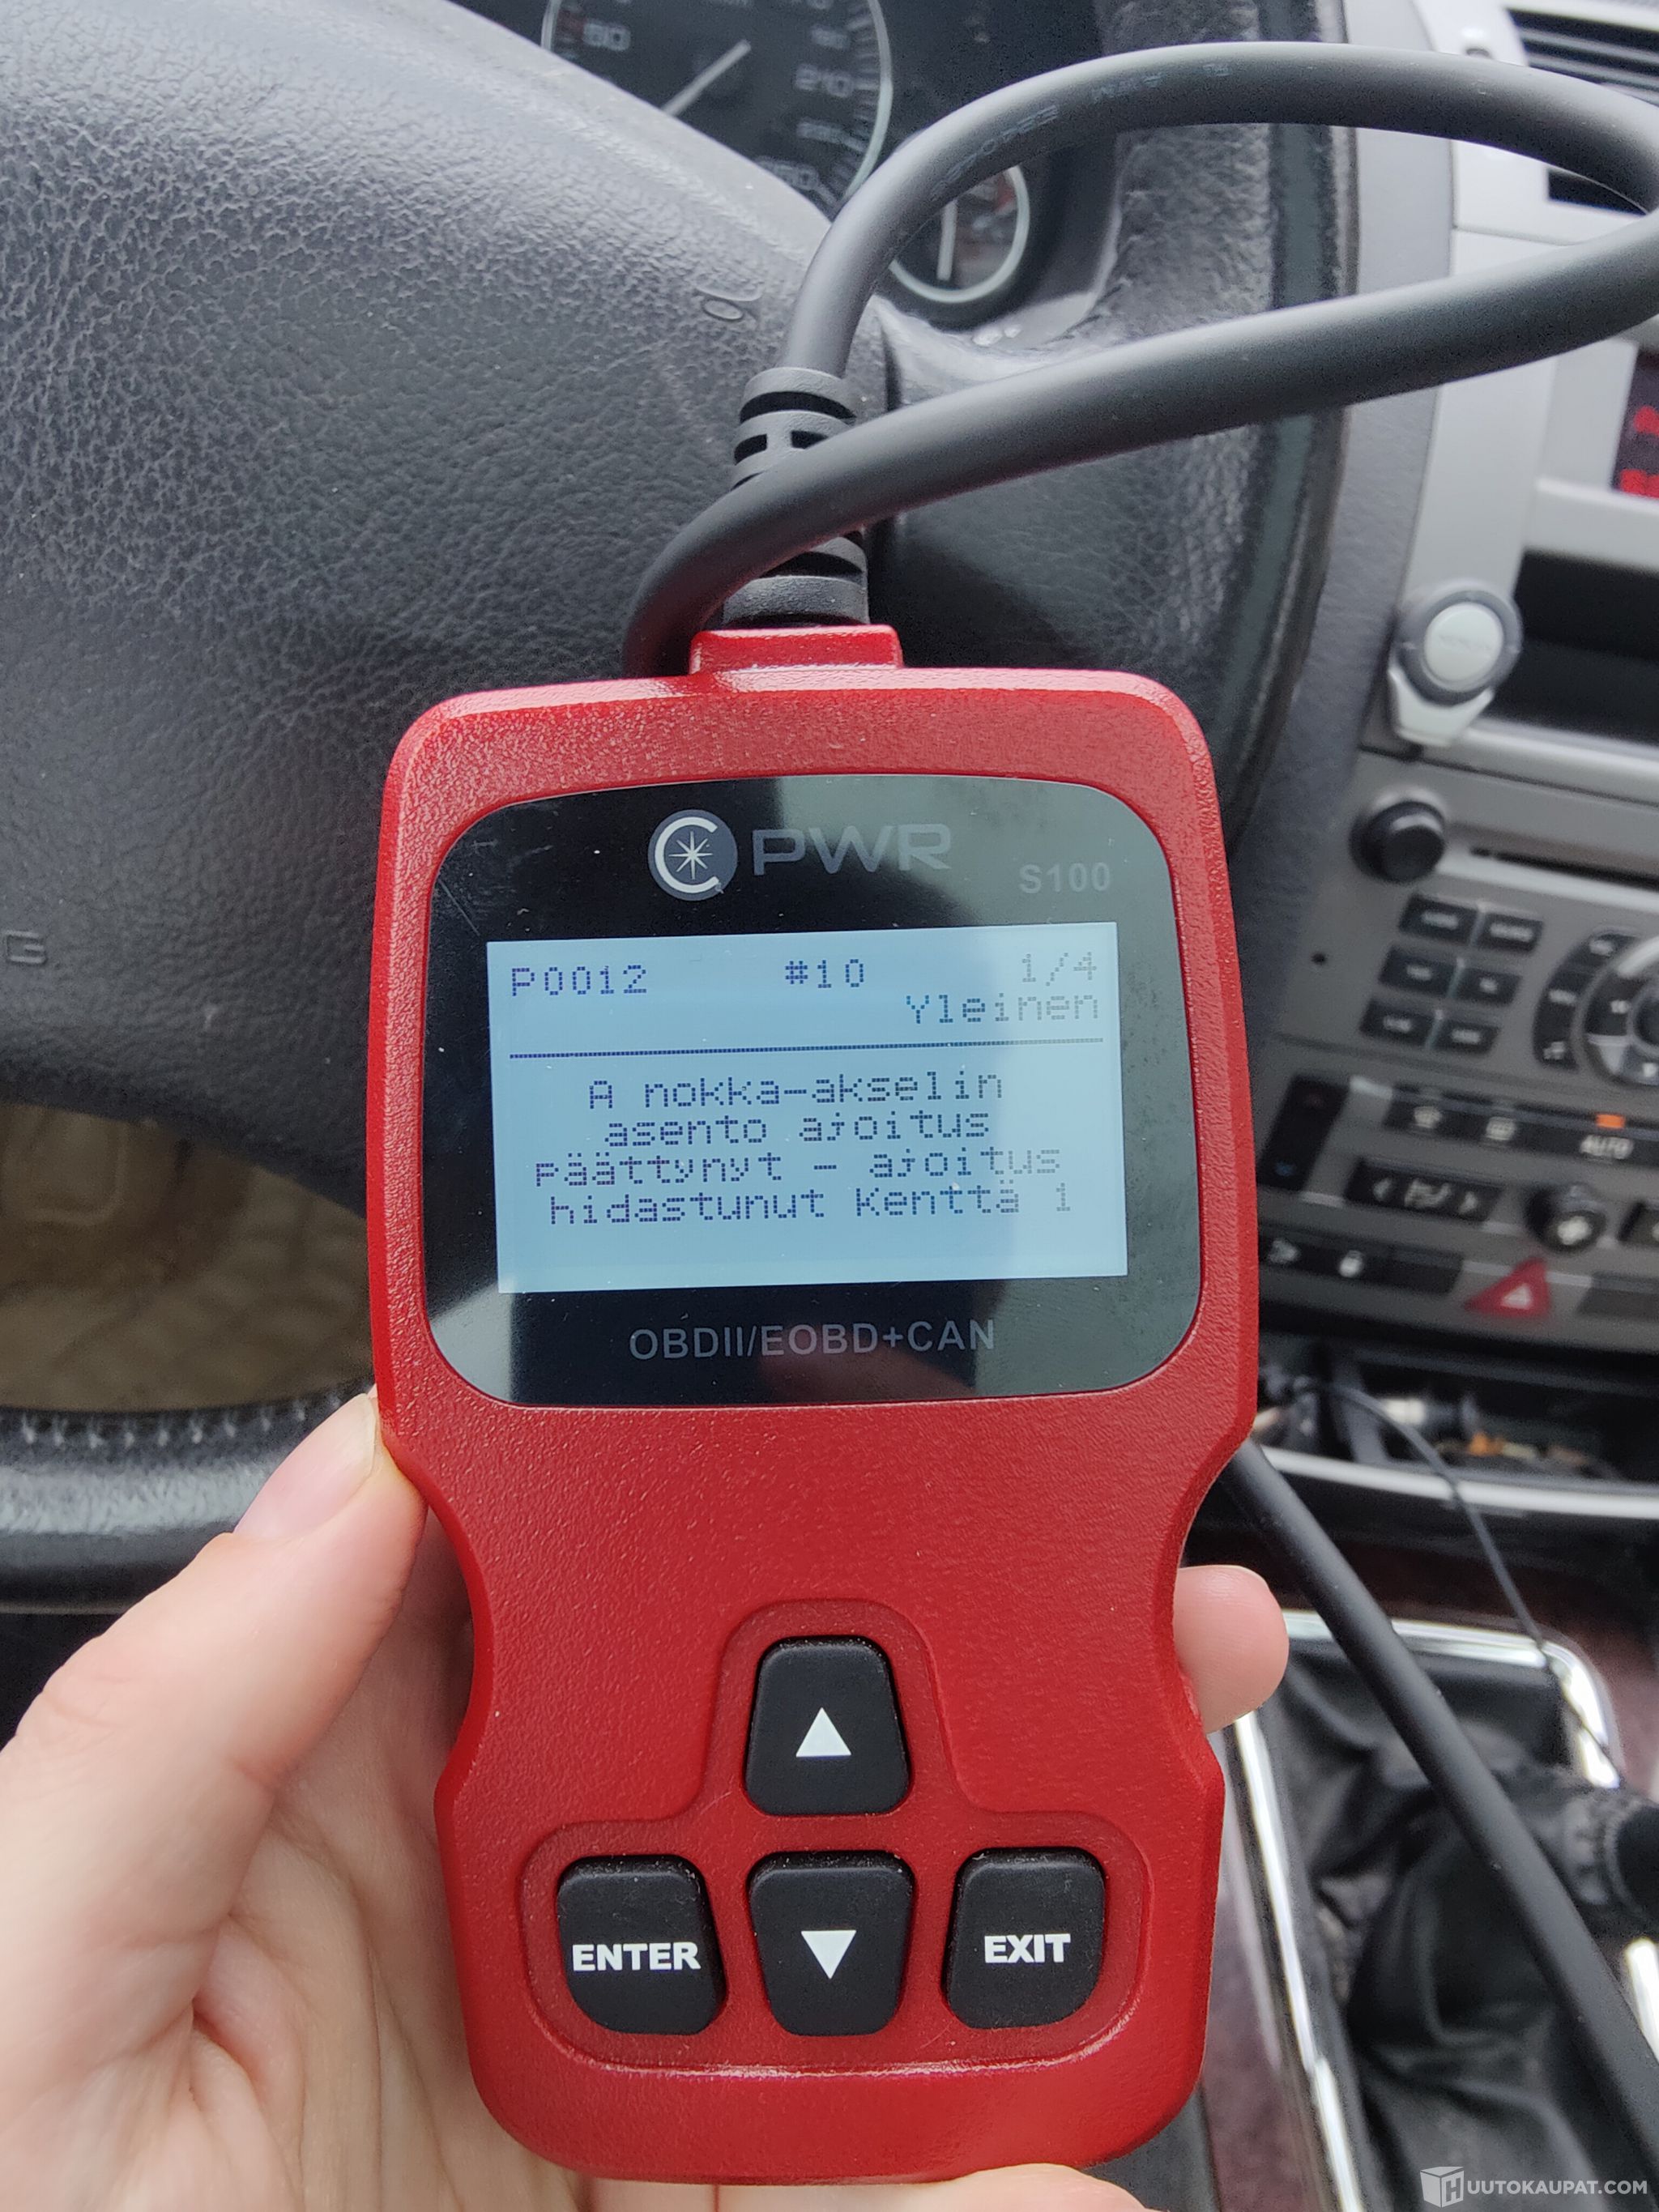 210
PWR
S100
P0012 #10 1/4
Yleinen
A nokka-akselin
asento ajoitus
päättynyt - ajoitus
hidastunut Kenttä 1
OBDII/EOBD+CAN
AUTO
ENTER
EXIT
HUUTOKAUPAT.COM